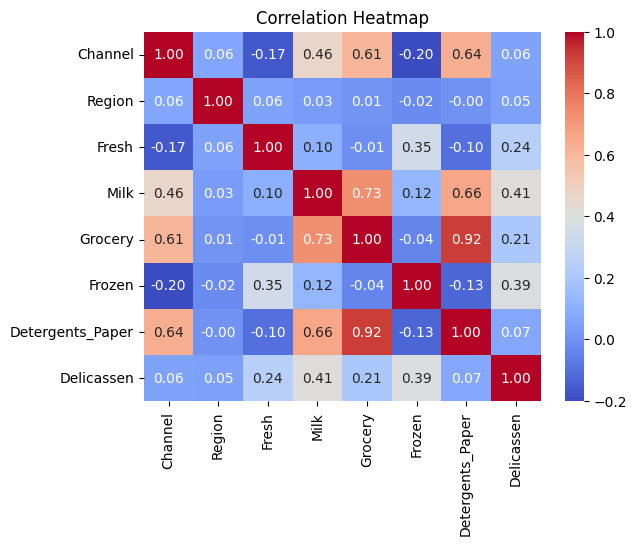 Correlation Heatmap
Channel 1.00 0.06 -0.17 0.46 0.61 -0.20 0.64 0.06
Region 0.06 1.00 0.06 0.03 0.01 -0.02 -0.00 0.05
Fresh -0.17 0.06 1.00 0.10 -0.01 0.35 -0.10 0.24
Milk 0.46 0.03 0.10 1.00 0.73 0.12 0.66 0.41
Grocery 0.61 0.01 -0.01 0.73 1.00 -0.04 0.92 0.21
Frozen -0.20 -0.02 0.35 0.12 -0.04 1.00 -0.13 0.39
Detergents_Paper 0.64 -0.00 -0.10 0.66 0.92 -0.13 1.00 0.07
Delicassen 0.06 0.05 0.24 0.41 0.21 0.39 0.07 1.00
Channel
Region
Fresh
Milk
Grocery
Frozen
Detergents_Paper
Delicassen
1.0
0.8
0.6
0.4
0.2
0.0
−0.2